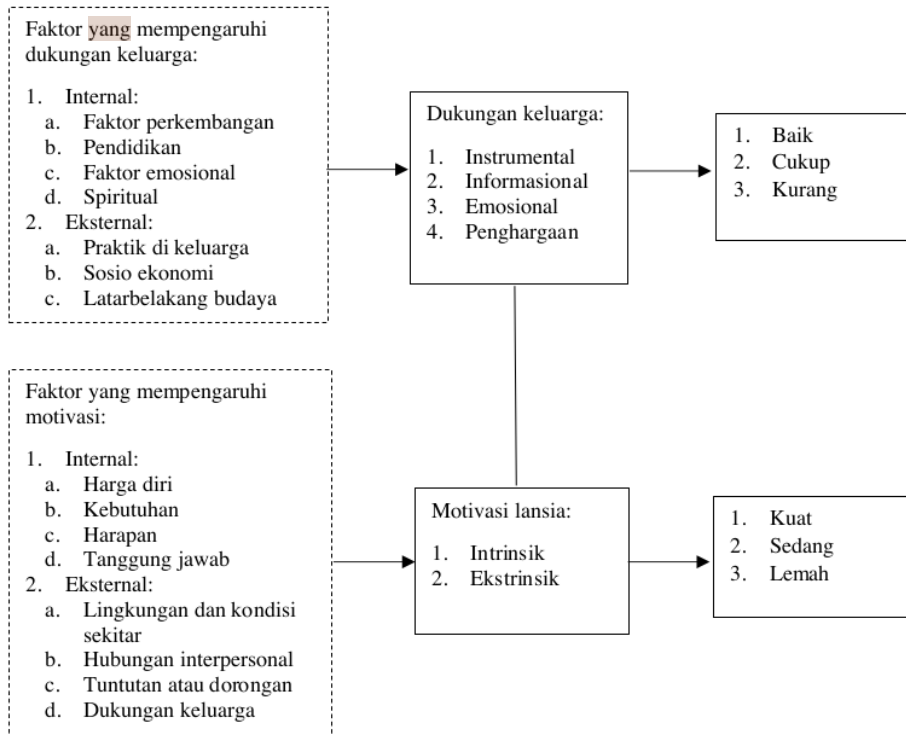 Faktor yang mempengaruhi
dukungan keluarga:
1. Internal:
a. Faktor perkembangan
b. Pendidikan
c. Faktor emosional
d. Spiritual
2. Eksternal:
a. Praktik di keluarga
b. Sosio ekonomi
c. Latarbelakang budaya
Dukungan keluarga:
1. Instrumental
2. Informasional
3. Emosional
4. Penghargaan
1. Baik
2. Cukup
3. Kurang
Faktor yang mempengaruhi
motivasi:
1. Internal:
a. Harga diri
b. Kebutuhan
c. Harapan
d. Tanggung jawab
2. Eksternal:
a. Lingkungan dan kondisi
sekitar
b. Hubungan interpersonal
c. Tuntutan atau dorongan
d. Dukungan keluarga
Motivasi lansia:
1. Intrinsik
2. Ekstrinsik
1. Kuat
2. Sedang
3. Lemah